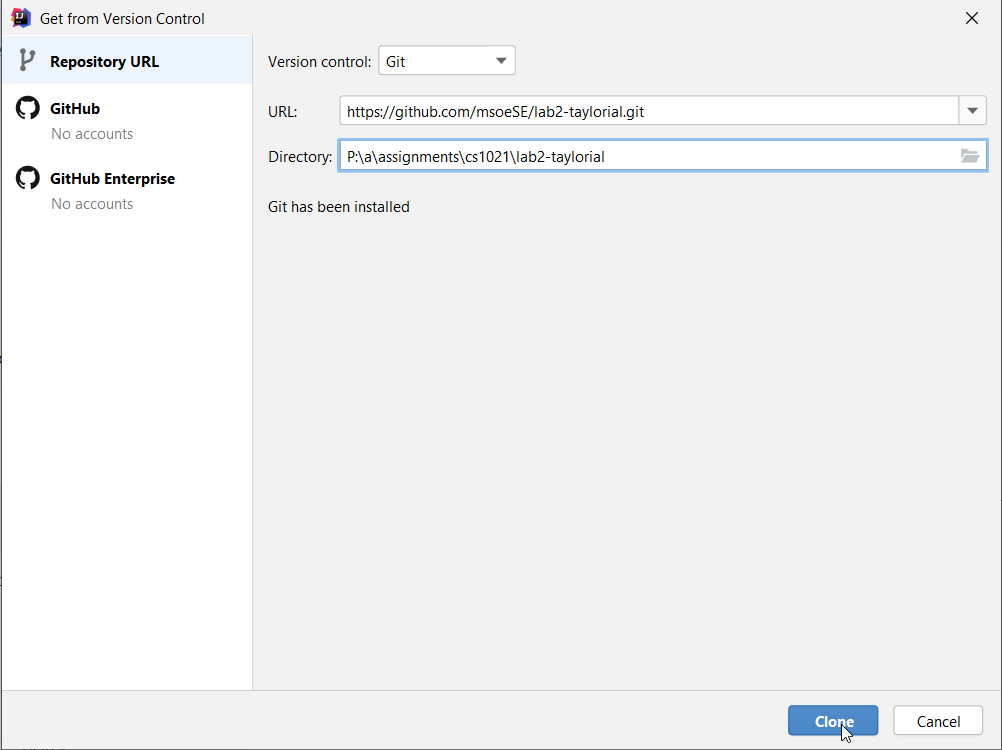 Get from Version Control
Repository URL
GitHub
No accounts
GitHub Enterprise
No accounts
Version control: Git
URL: https://github.com/msoeSE/lab2-taylorial.git
Directory: P:\a\assignments\cs1021\lab2-taylorial
Git has been installed
Clone Cancel